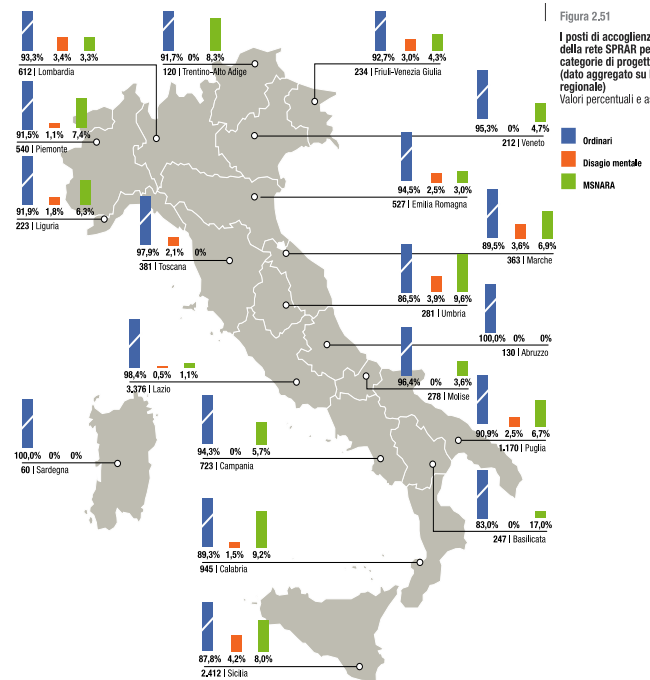 Figura 2.51
I posti di accoglienz
della rete SPRAR pe
categorie di progett
(dato aggregato su
regionale)
Valori percentuali e a
Ordinari
Disagio mentale
MSNARA
93,3% 3,4% 3,3%
612 | Lombardia
91,7% 0% 8,3%
120 | Trentino-Alto Adige
92,7% 3,0% 4,3%
234 | Friuli-Venezia Giulia
95,3% 0% 4,7%
212 | Veneto
91,5% 1,1% 7,4%
540 | Piemonte
94,5% 2,5% 3,0%
527 | Emilia Romagna
91,9% 1,8% 6,3%
223 | Liguria
97,9% 2,1% 0%
381 | Toscana
89,5% 3,6% 6,9%
363 | Marche
86,5% 3,9% 9,6%
281 | Umbria
100,0% 0% 0%
130 | Abruzzo
98,4% 0,5% 1,1%
3.376 | Lazio
96,4% 0% 3,6%
278 | Molise
90,9% 2,5% 6,7%
1.170 | Puglia
100,0% 0% 0%
60 | Sardegna
94,3% 0% 5,7%
723 | Campania
83,0% 0% 17,0%
247 | Basilicata
89,3% 1,5% 9,2%
945 | Calabria
87,8% 4,2% 8,0%
2.412 | Sicilia